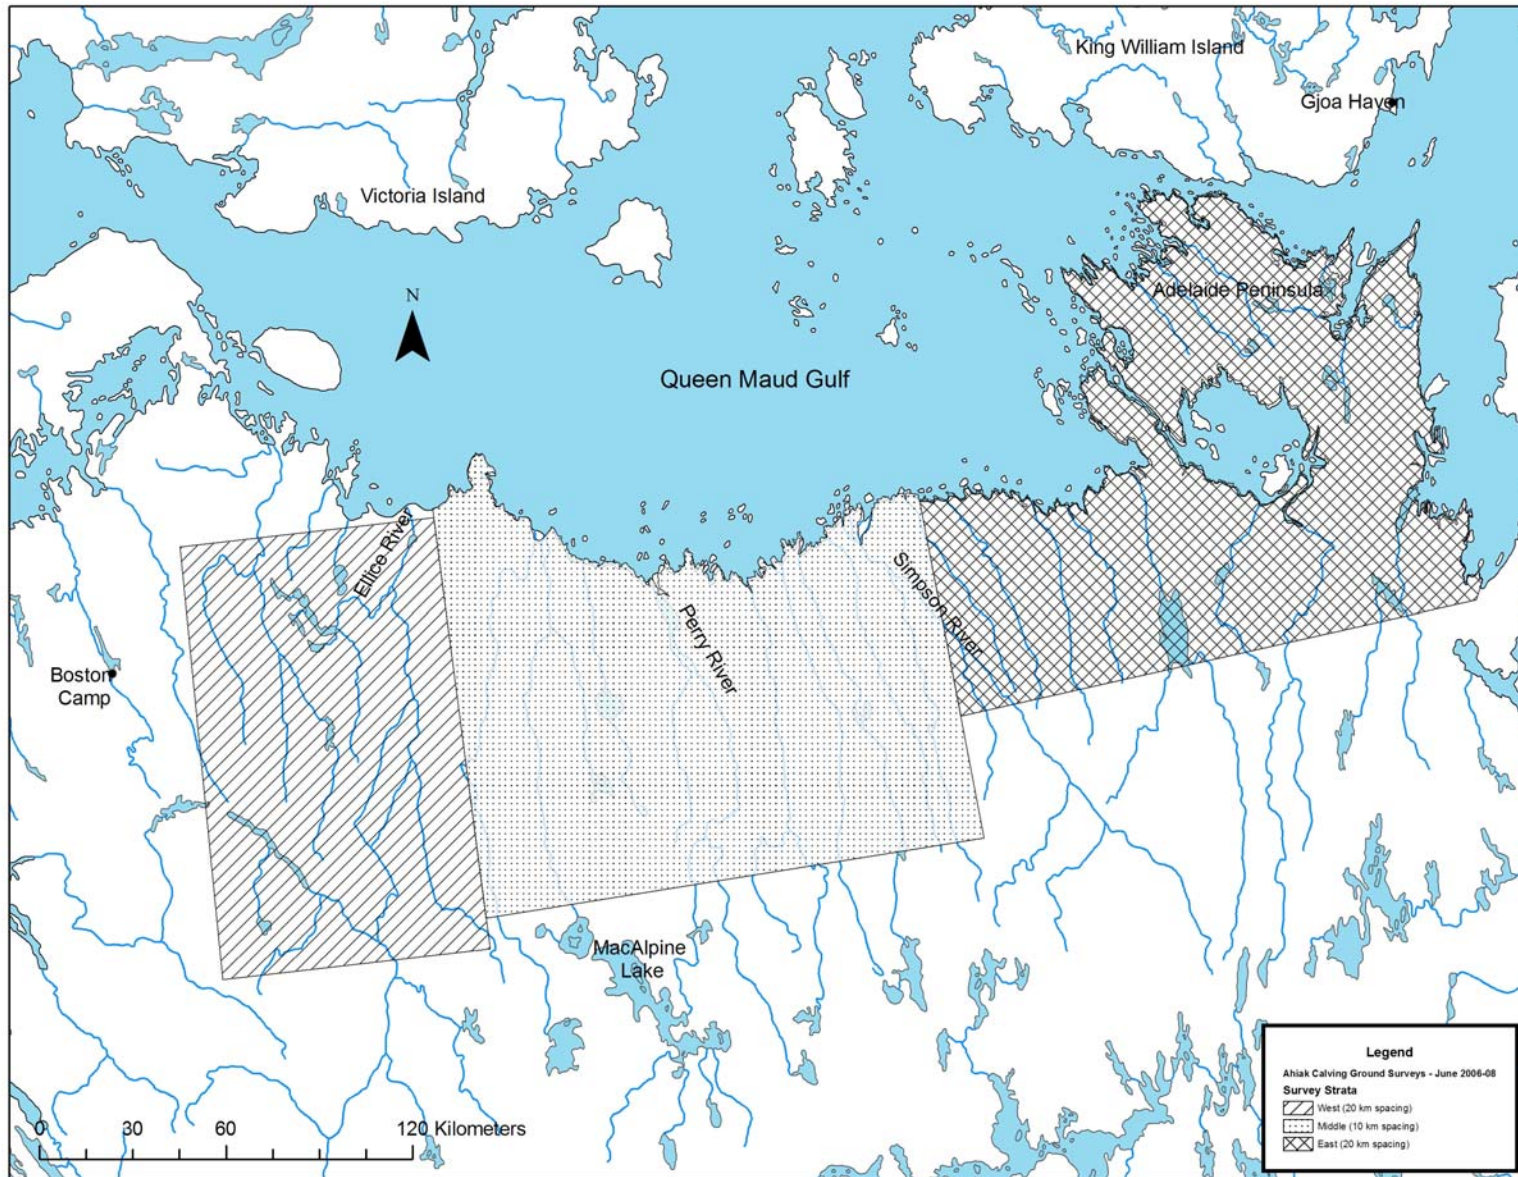 King William Island
Gjoa Haven
Victoria Island
Adelaide Peninsula
N
Queen Maud Gulf
Ellice River
Simpson River
Perry River
Boston
Camp
MacAlpine
Lake
0 30 60 120 Kilometers
Legend
Ahiak Calving Ground Surveys - June 2006-08
Survey Strata
West (20 km spacing)
Middle (10 km spacing)
East (20 km spacing)